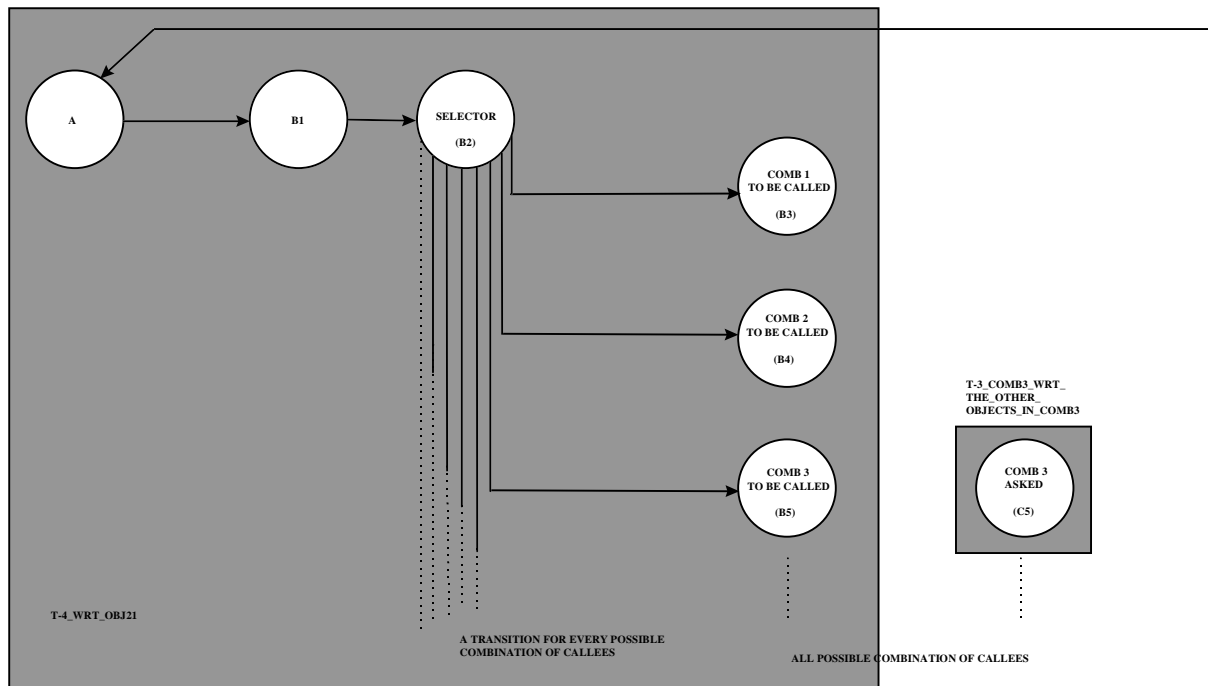 A
B1
SELECTOR
(B2)
COMB 1
TO BE CALLED
(B3)
COMB 2
TO BE CALLED
(B4)
T-3_COMB3_WRT_
THE_OTHER_
OBJECTS_IN_COMB3
COMB 3
TO BE CALLED
(B5)
COMB 3
ASKED
(C5)
T-4_WRT_OBJ21
A TRANSITION FOR EVERY POSSIBLE
COMBINATION OF CALLEES
ALL POSSIBLE COMBINATION OF CALLEES